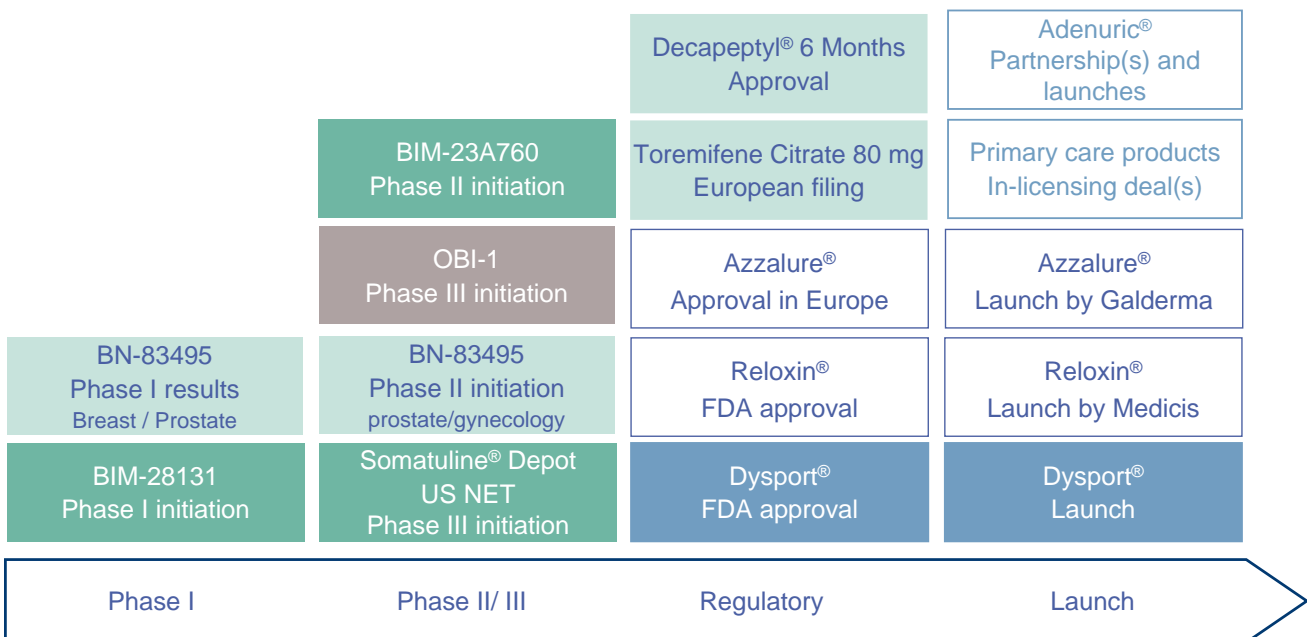 Decapeptyl® 6 Months
Approval
Adenuric®
Partnership(s) and
launches
BIM-23A760
Phase II initiation
Toremifene Citrate 80 mg
European filing
Primary care products
In-licensing deal(s)
OBI-1
Phase III initiation
Azzalure®
Approval in Europe
Azzalure®
Launch by Galderma
BN-83495
Phase I results
Breast / Prostate
BN-83495
Phase II initiation
prostate/gynecology
Reloxin®
FDA approval
Reloxin®
Launch by Medicis
BIM-28131
Phase I initiation
Somatuline® Depot
US NET
Phase III initiation
Dysport®
FDA approval
Dysport®
Launch
Phase I
Phase II/ III
Regulatory
Launch